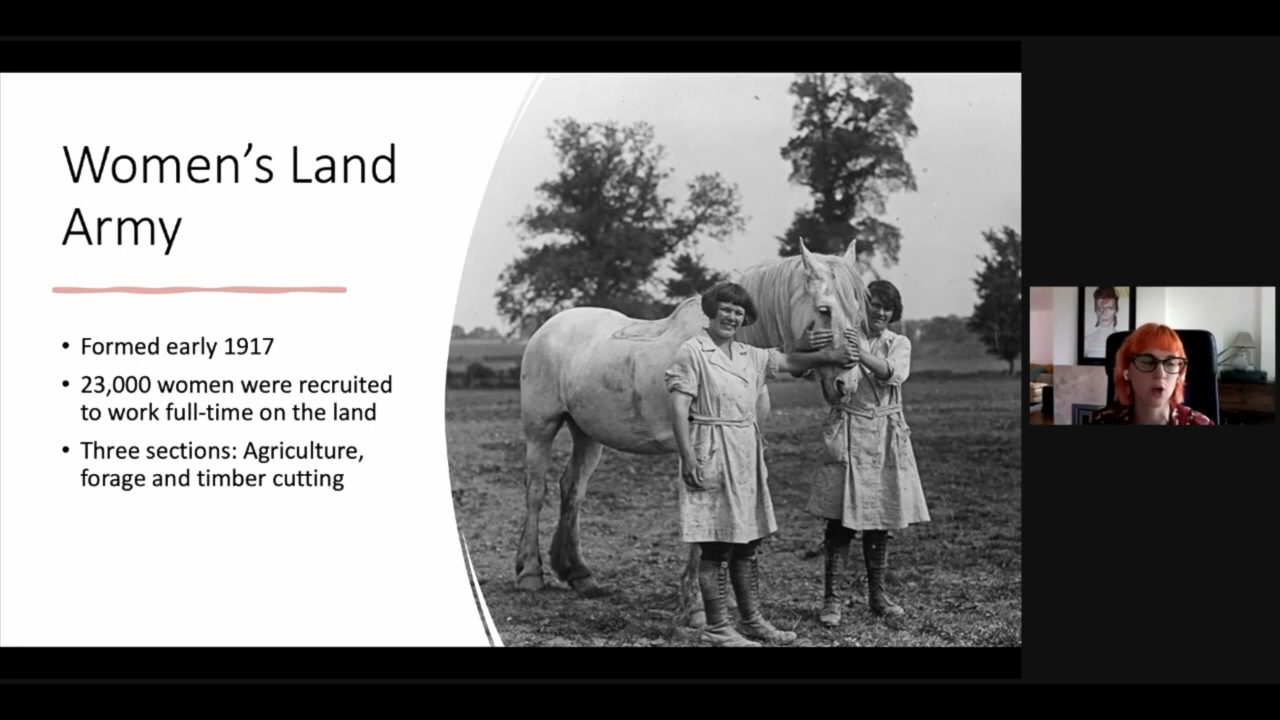 Women’s Land
Army
• Formed early 1917
• 23,000 women were recruited
to work full-time on the land
• Three sections: Agriculture,
forage and timber cutting